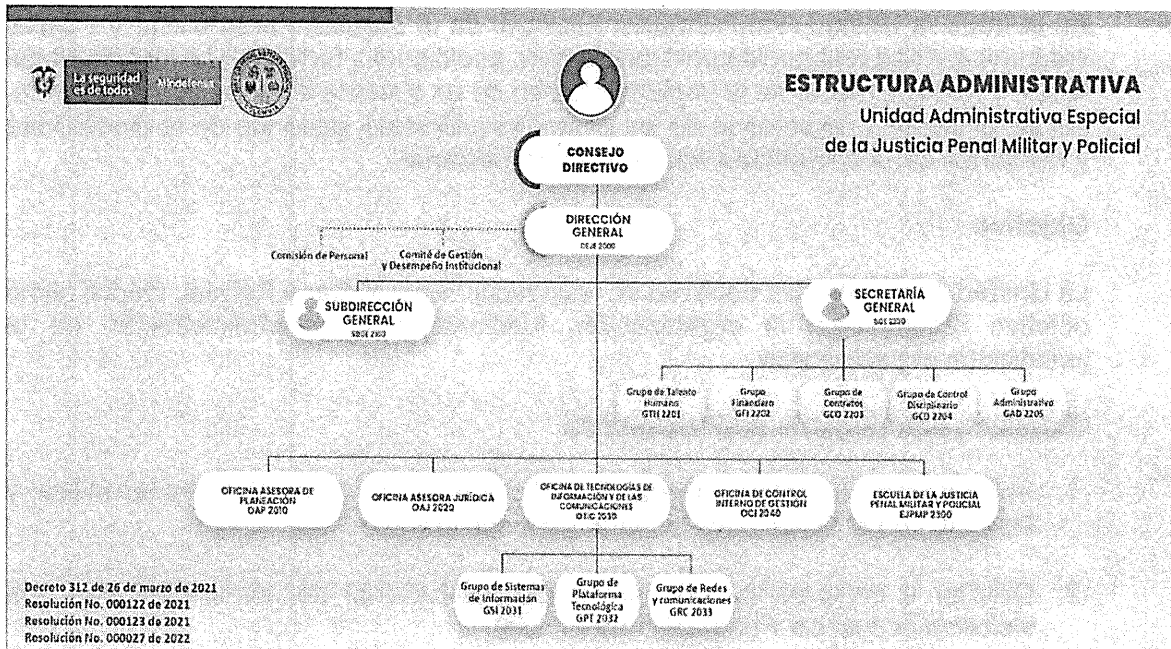 La seguridad
es de todos
Mindefensa
ESTRUCTURA ADMINISTRATIVA
Unidad Administrativa Especial
de la Justicia Penal Militar y Policial
CONSEJO
DIRECTIVO
DIRECCIÓN
GENERAL
Comisión de Personal
Comité de Gestión
y Desempeño Institucional
SUBDIRECCIÓN
GENERAL
SECRETARÍA
GENERAL
Grupo de Talento
Humano
GTH 2201
Grupo
Financiero
GFI 2202
Grupo de
Contratos
GCO 2203
Grupo de Control
Disciplinario
GCD 2204
Grupo
Administrativo
GAD 2205
OFICINA ASESORA DE
PLANEACIÓN
OAP 2010
OFICINA ASESORA JURÍDICA
OAJ 2020
OFICINA DE TECNOLOGÍAS DE
INFORMACIÓN Y DE LAS
COMUNICACIONES
OTIC 2030
OFICINA DE CONTROL
INTERNO DE GESTIÓN
OCI 2040
ESCUELA DE LA JUSTICIA
PENAL MILITAR Y POLICIAL
EJPMP 2300
Grupo de Sistemas
de Información
GSI 2031
Grupo de
Plataforma
Tecnológica
GPT 2032
Grupo de Redes
y comunicaciones
GRC 2033
Decreto 312 de 26 de marzo de 2021
Resolución No. 000122 de 2021
Resolución No. 000123 de 2021
Resolución No. 000027 de 2022